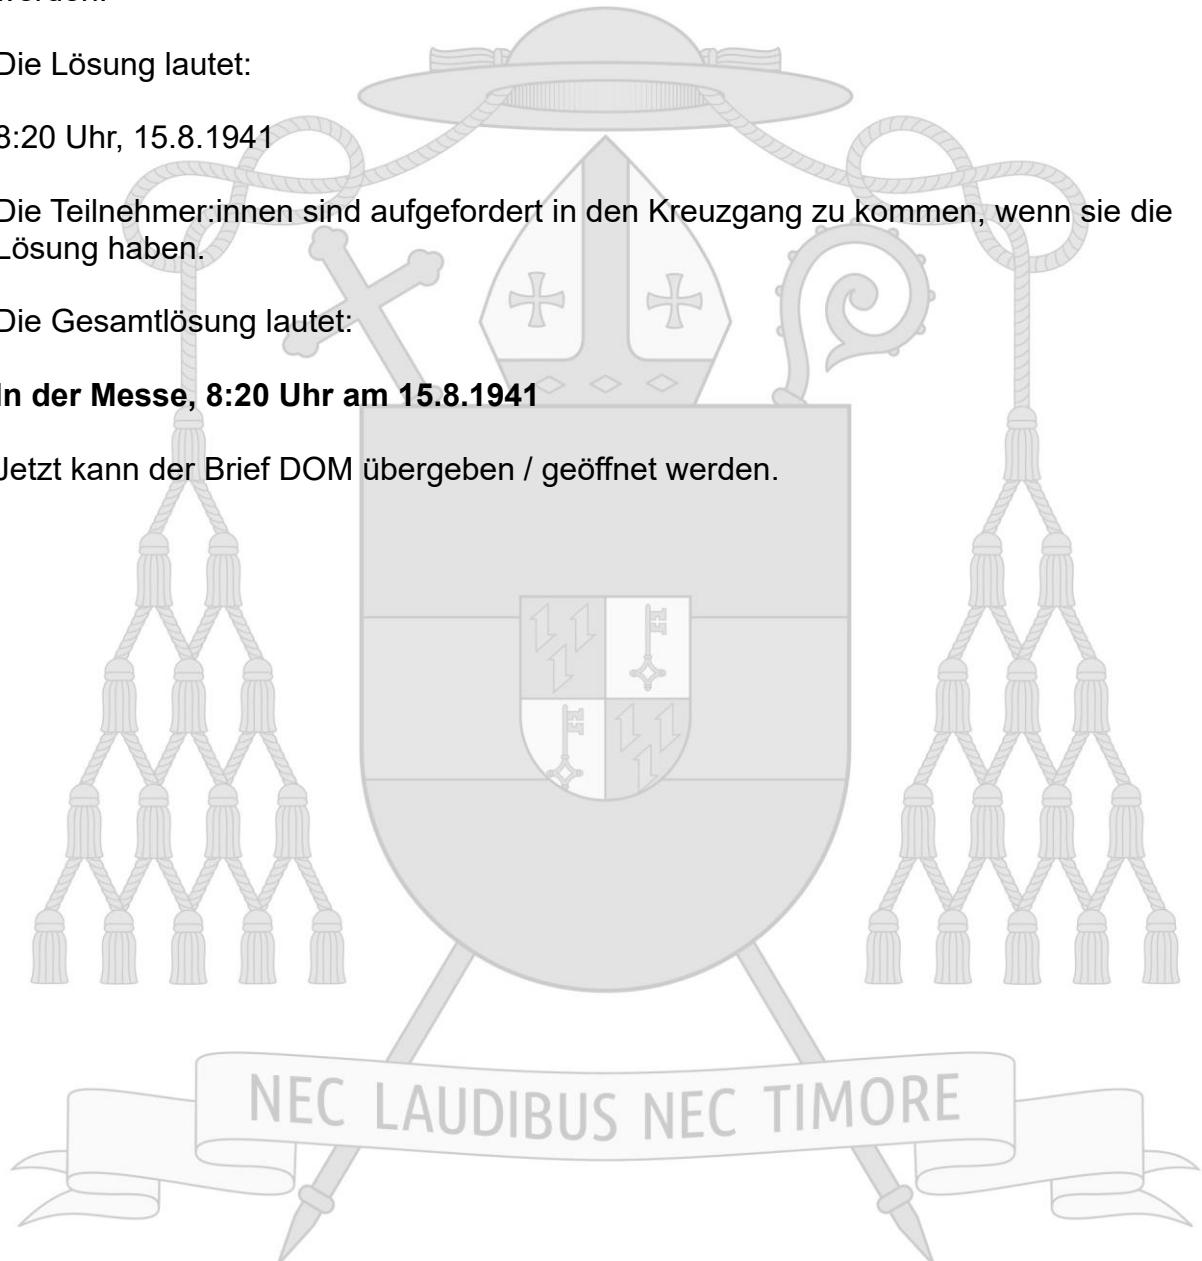 Die Lösung lautet:
8:20 Uhr, 15.8.1941
Die Teilnehmer:innen sind aufgefordert in den Kreuzgang zu kommen, wenn sie die
Lösung haben.
Die Gesamtlösung lautet:
In der Messe, 8:20 Uhr am 15.8.1941
Jetzt kann der Brief DOM übergeben / geöffnet werden.
NEC LAUDIBUS NEC TIMORE